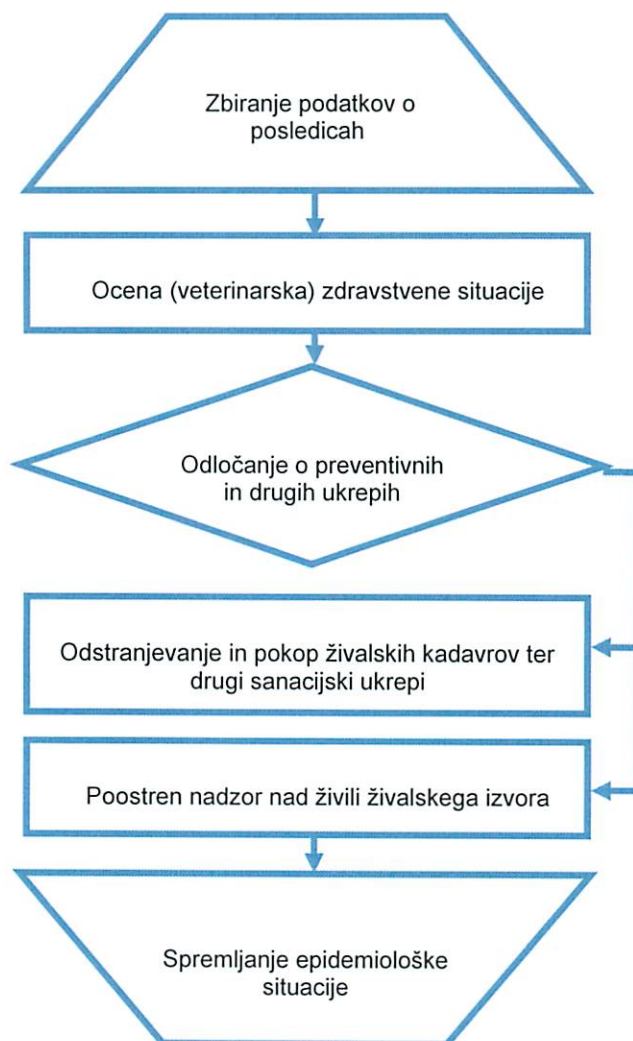 Zbiranje podatkov o
posledicah
Ocena (veterinarska) zdravstvene situacije
Odločanje o preventivnih
in drugih ukrepih
Odstranjevanje in pokop živalskih kadavrov ter
drugi sanacijski ukrepi
Poostren nadzor nad živili živalskega izvora
Spremljanje epidemiološke
situacije